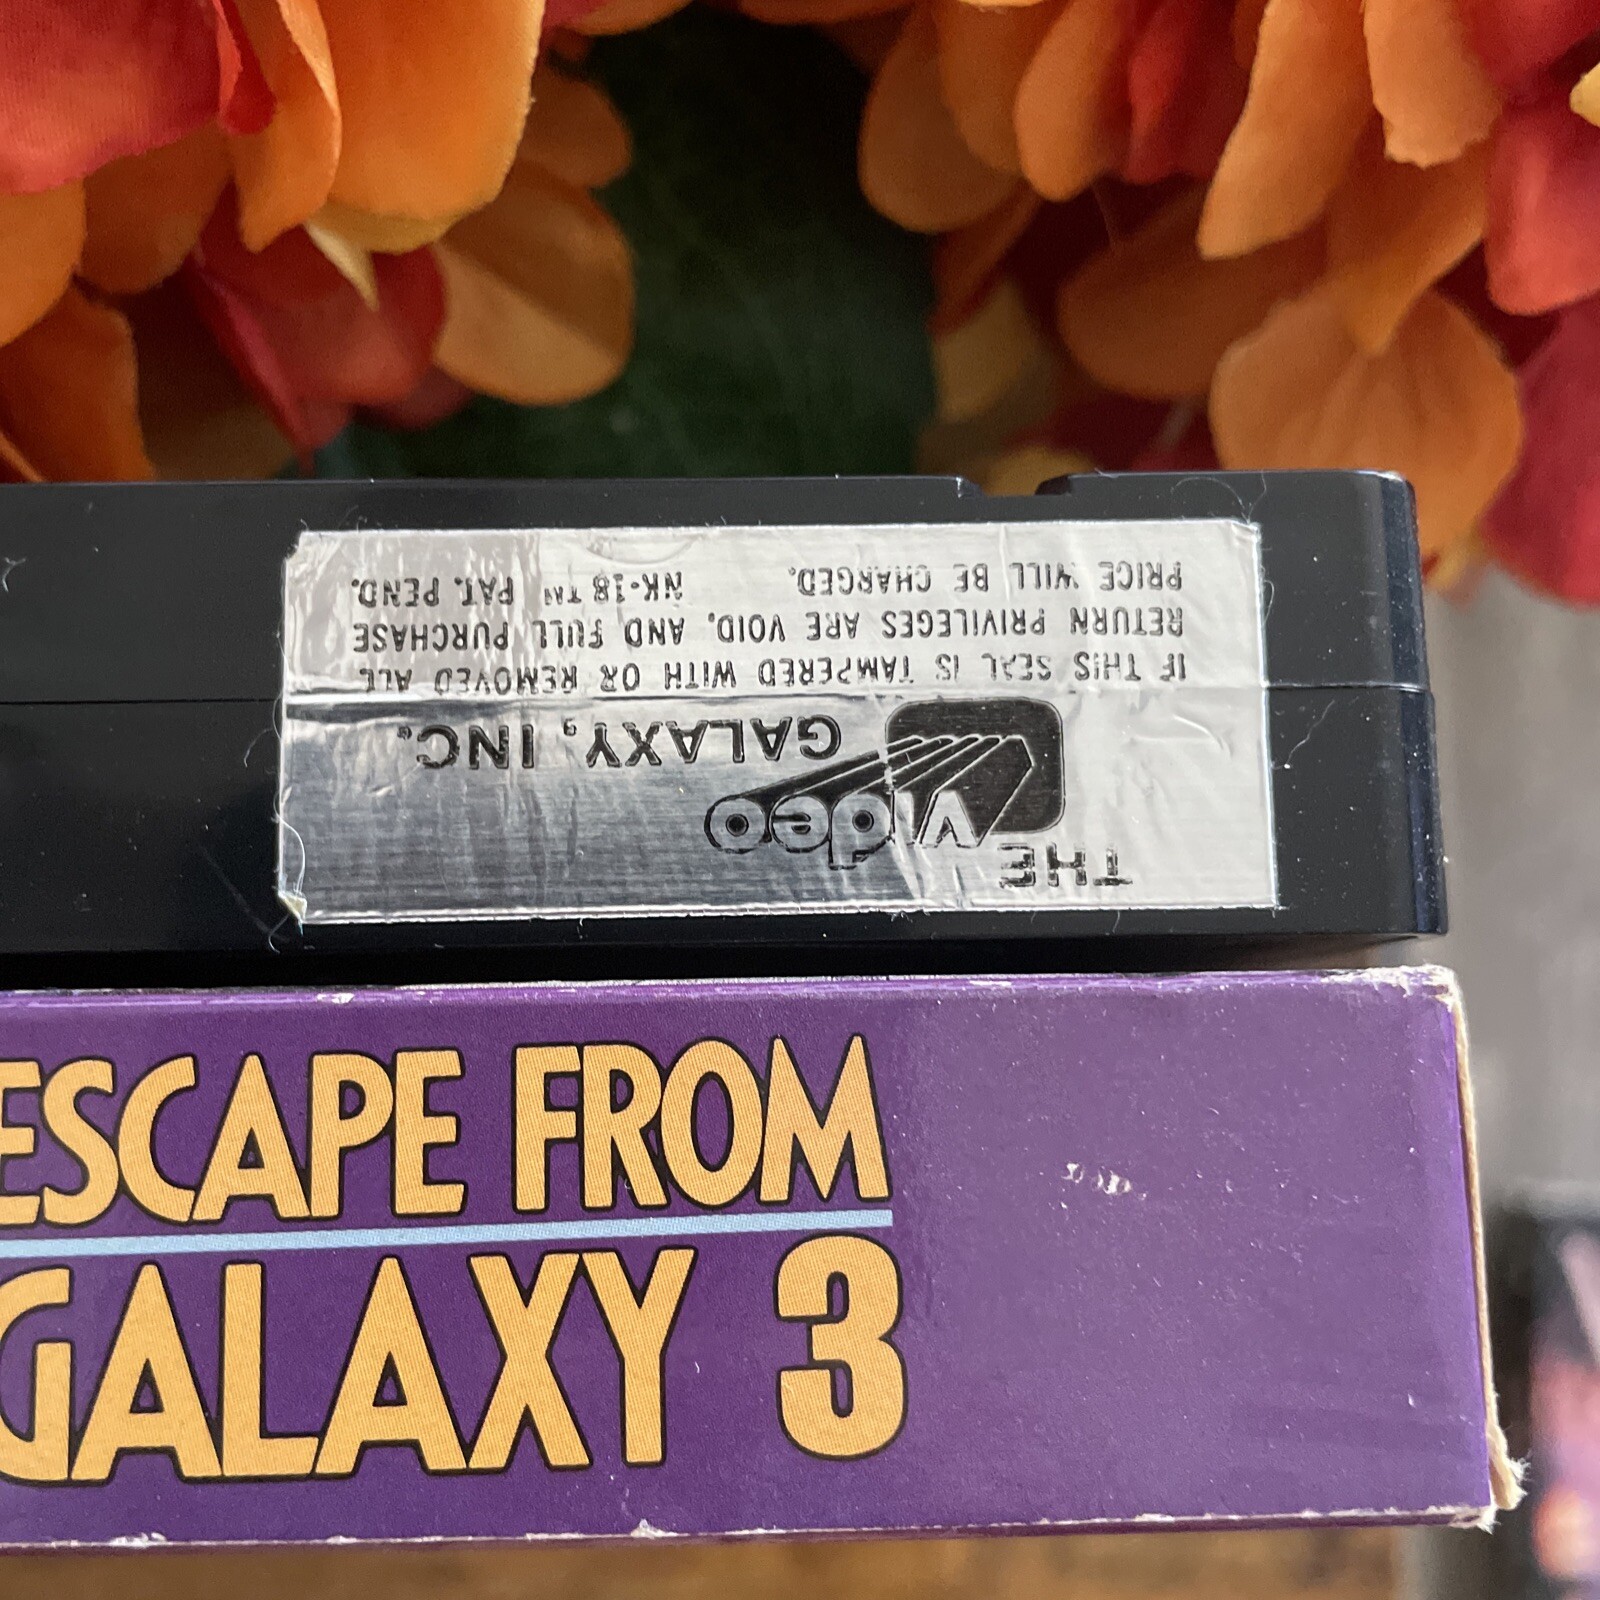 THE
video
GALAXY, INC.
IF THIS SEAL IS TAMPERED WITH OR REMOVED ALL
RETURN PRIVILEGES ARE VOID, AND FULL PURCHASE
PRICE WILL BE CHARGED. NK-18 TM PAT. PEND.
ESCAPE FROM
GALAXY 3